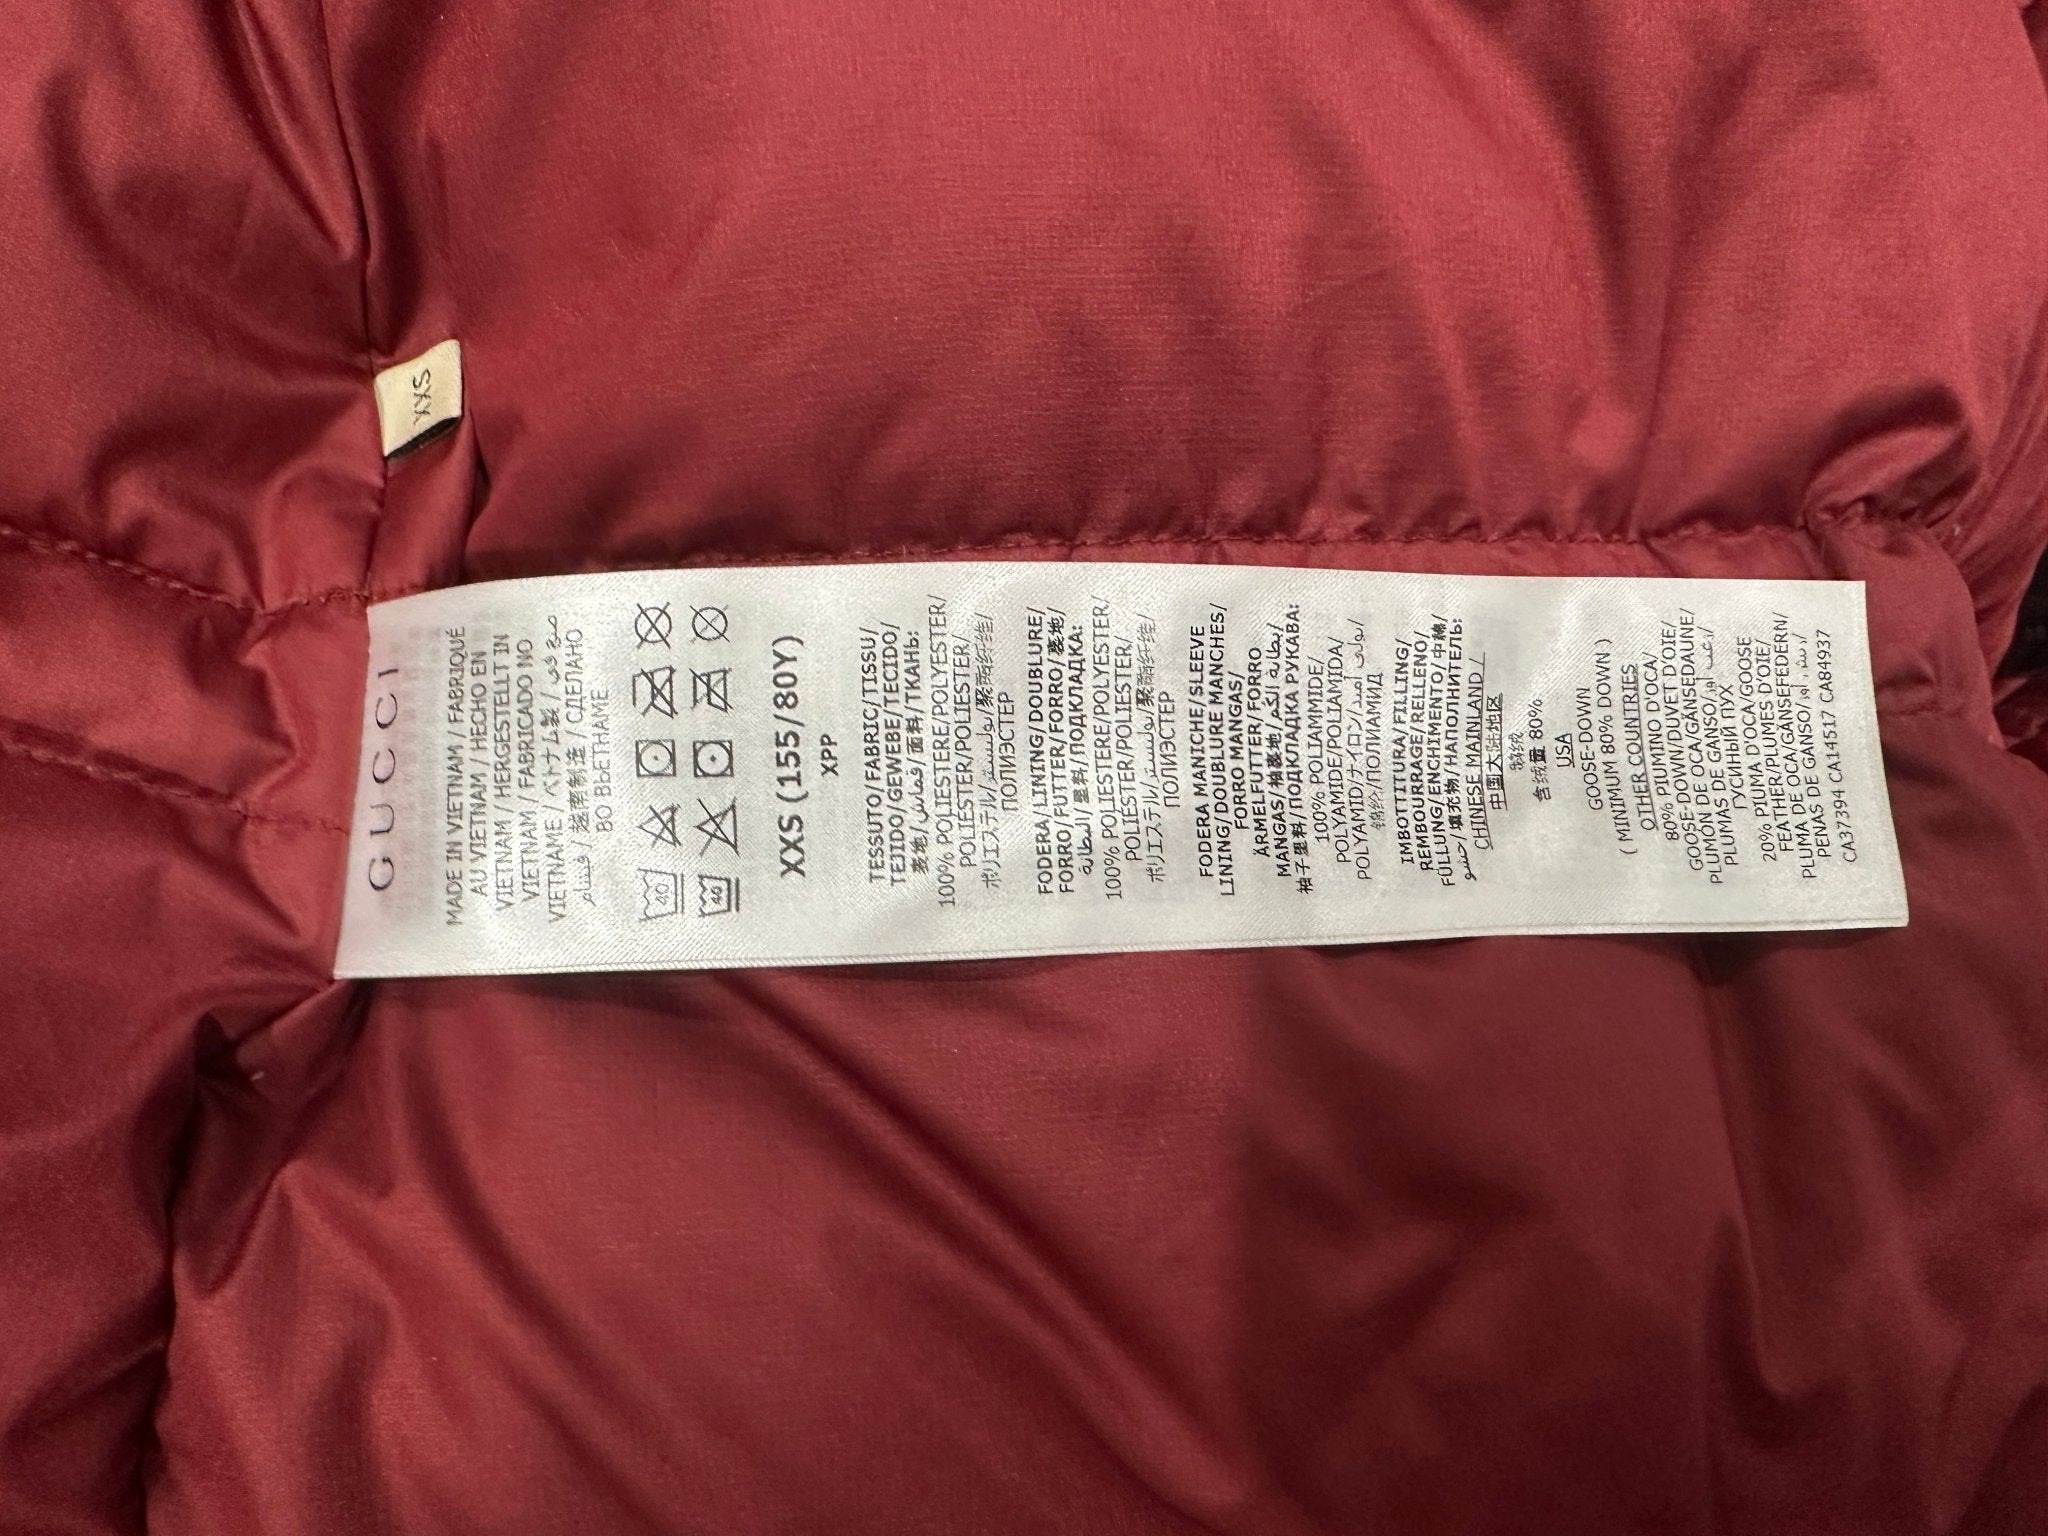 XXS
GUCCI
MADE IN VIETNAM / FABRIQUÉ
AU VIETNAM / HECHO EN
VIETNAM / HERGESTELLT IN
VIETNAM / FABRICADO NO
VIETNAME / ベトナム製 / صنع في
فيتنام / 越南制造 / СДЕЛАНО
ВО ВЬЕТНАМЕ
40
40
XXS (155/80Y)
XPP
TESSUTO/FABRIC/TISSU/
TEJIDO/GEWEBE/TECIDO/
表地/قماش/面料/ТКАНЬ:
100% POLIESTERE/POLYESTER/
POLIÉSTER/POLIESTER/
ポリエステル/بوليستر/聚酯纤维/
ПОЛИЭСТЕР
FODERA/LINING/DOUBLURE/
FORRO/FUTTER/FORRO/裏地/
البطانة/里料/ПОДКЛАДКА:
100% POLIESTERE/POLYESTER/
POLIÉSTER/POLIESTER/
ポリエステル/بوليستر/聚酯纤维/
ПОЛИЭСТЕР
FODERA MANICHE/SLEEVE
LINING/DOUBLURE MANCHES/
FORRO MANGAS/
ÄRMELFUTTER/FORRO
MANGAS/袖裏地/بطانة الكم/
袖子里料/ПОДКЛАДКА РУКАВА:
100% POLIAMMIDE/
POLYAMIDE/POLIAMIDA/
POLYAMID/ナイロン/بولي أميد/
锦纶/ПОЛИАМИД
IMBOTTITURA/FILLING/
REMBOURRAGE/RELLENO/
FÜLLUNG/ENCHIMENTO/中綿/
حشو/填充物/НАПОЛНИТЕЛЬ:
CHINESE MAINLAND /
中国大陆地区
鹅绒
含绒量 80%
USA
GOOSE-DOWN
( MINIMUM 80% DOWN )
OTHER COUNTRIES
80% PIUMINO D'OCA/
GOOSE-DOWN/DUVET D'OIE/
PLUMÓN DE OCA/GÄNSEDAUNE/
PLUMAS DE GANSO/زغب إوز/
ГУСИНЫЙ ПУХ
20% PIUMA D'OCA/GOOSE
FEATHER/PLUMES D'OIE/
PLUMA DE OCA/GÄNSEFEDERN/
PENAS DE GANSO/ريش إوز/
CA37394 CA14517 CA84937